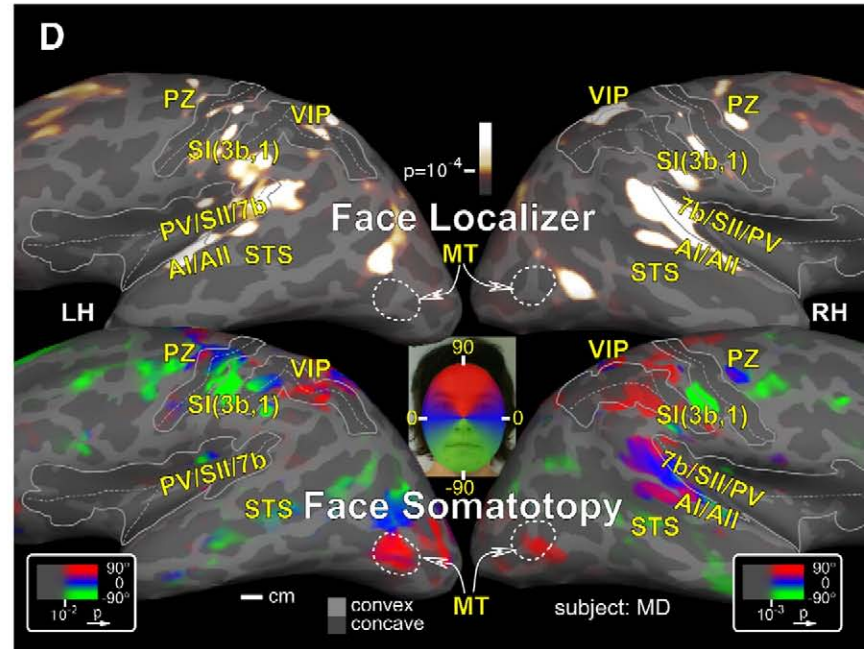 D
PZ
VIP
VIP
PZ
SI(3b,1)
p=10-4
SI(3b,1)
PV/SII/7b
Face Localizer
7b/SII/PV
AI/AII
STS
MT
STS
AI/AII
LH
RH
PZ
VIP
90
VIP
PZ
SI(3b,1)
0
0
SI(3b,1)
PV/SII/7b
-90
7b/SII/PV
STS
Face Somatotopy
STS
AI/AII
90°
0
-90°
10-2 p
cm
convex
concave
MT
subject: MD
90°
0
-90°
10-3 p